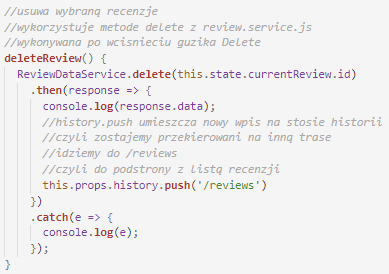 //usuwa wybraną recenzje
//wykorzystuje metode delete z review.service.js
//wykonywana po wcisnieciu guzika Delete
deleteReview() {
  ReviewDataService.delete(this.state.currentReview.id)
    .then(response => {
      console.log(response.data);
      //history.push umieszcza nowy wpis na stosie historii
      //czyli zostajemy przekierowani na inną trase
      //idziemy do /reviews
      //czyli do podstrony z listą recenzji
      this.props.history.push('/reviews')
    })
    .catch(e => {
      console.log(e);
    });
}